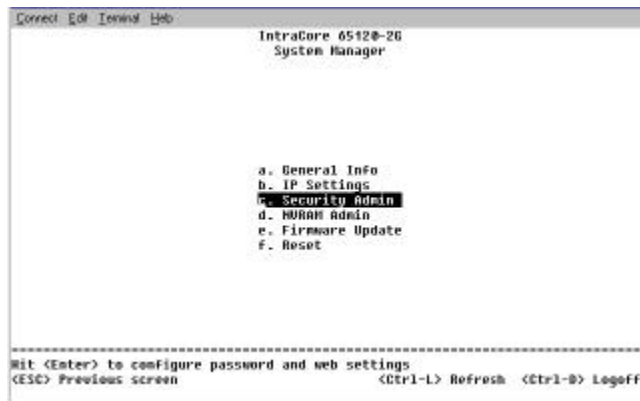 Connect Edit Terminal Help
IntraCore 65120-2G
System Manager
a. General Info
b. IP Settings
c. Security Admin
d. NVRAM Admin
e. Firmware Update
f. Reset
Hit <Enter> to configure password and web settings
<ESC> Previous screen <Ctrl-L> Refresh <Ctrl-D> Logoff